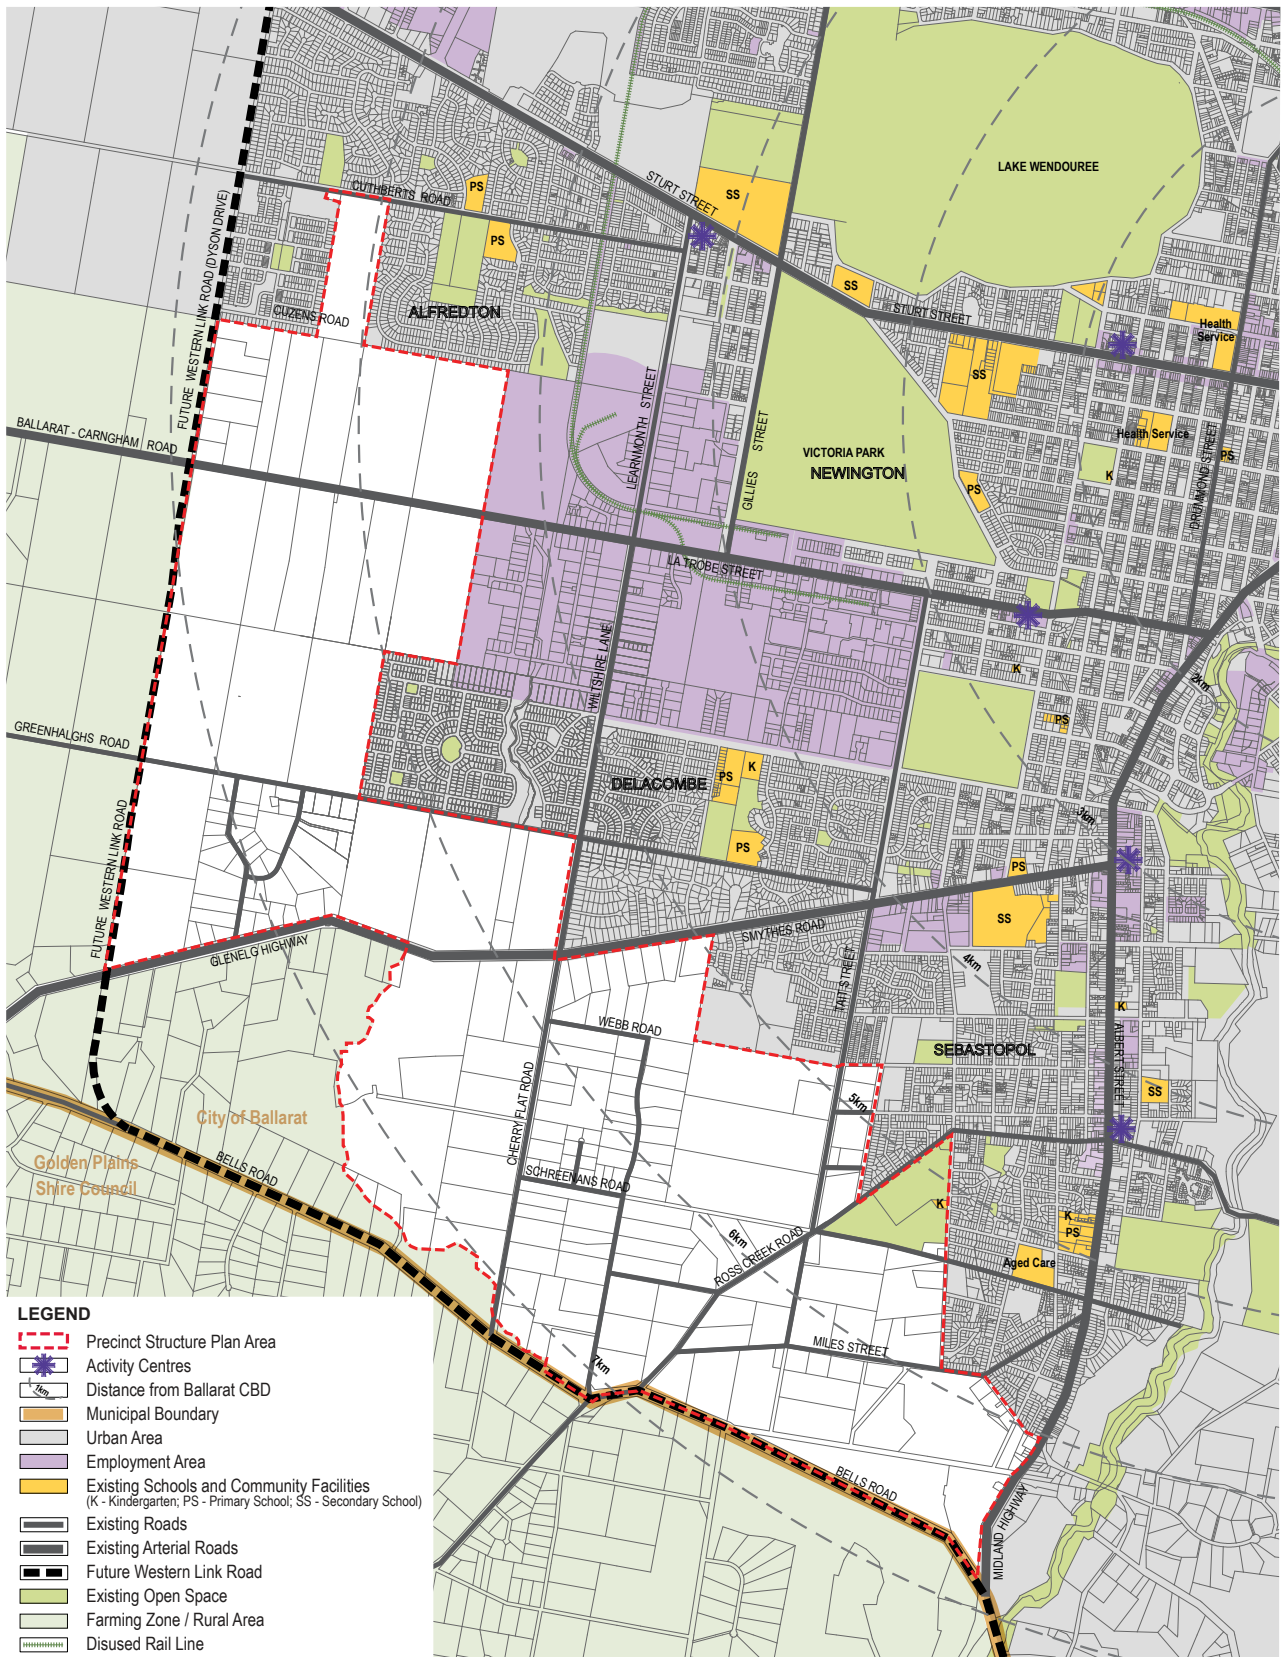 LAKE WENDOUREE
CUTHBERTS ROAD
PS
STURT STREET
SS
PS
FUTURE WESTERN LINK ROAD (DYSON DRIVE)
SS
CUZENS ROAD
ALFREDTON
STURT STREET
Health
Service
LEARMONTH STREET
SS
BALLARAT - CARNGHAM ROAD
GILLIES STREET
VICTORIA PARK
NEWINGTON
Health Service
PS
K
DRUMMOND STREET
PS
LA TROBE STREET
WILTSHIRE LANE
K
2km
PS
GREENHALGHS ROAD
DELACOMBE
PS
K
3km
PS
PS
FUTURE WESTERN LINK ROAD
SS
SMYTHES ROAD
GLENELG HIGHWAY
TAIT STREET
4km
K
WEBB ROAD
ALBERT STREET
SEBASTOPOL
SS
5km
CHERRY FLAT ROAD
City of Ballarat
Golden Plains
Shire Council
BELLS ROAD
SCHREENANS ROAD
K
K
PS
6km
ROSS CREEK ROAD
Aged Care
MILES STREET
7km
BELLS ROAD
MIDLAND HIGHWAY
LEGEND
Precinct Structure Plan Area
Activity Centres
1km
Distance from Ballarat CBD
Municipal Boundary
Urban Area
Employment Area
Existing Schools and Community Facilities
(K - Kindergarten; PS - Primary School; SS - Secondary School)
Existing Roads
Existing Arterial Roads
Future Western Link Road
Existing Open Space
Farming Zone / Rural Area
Disused Rail Line